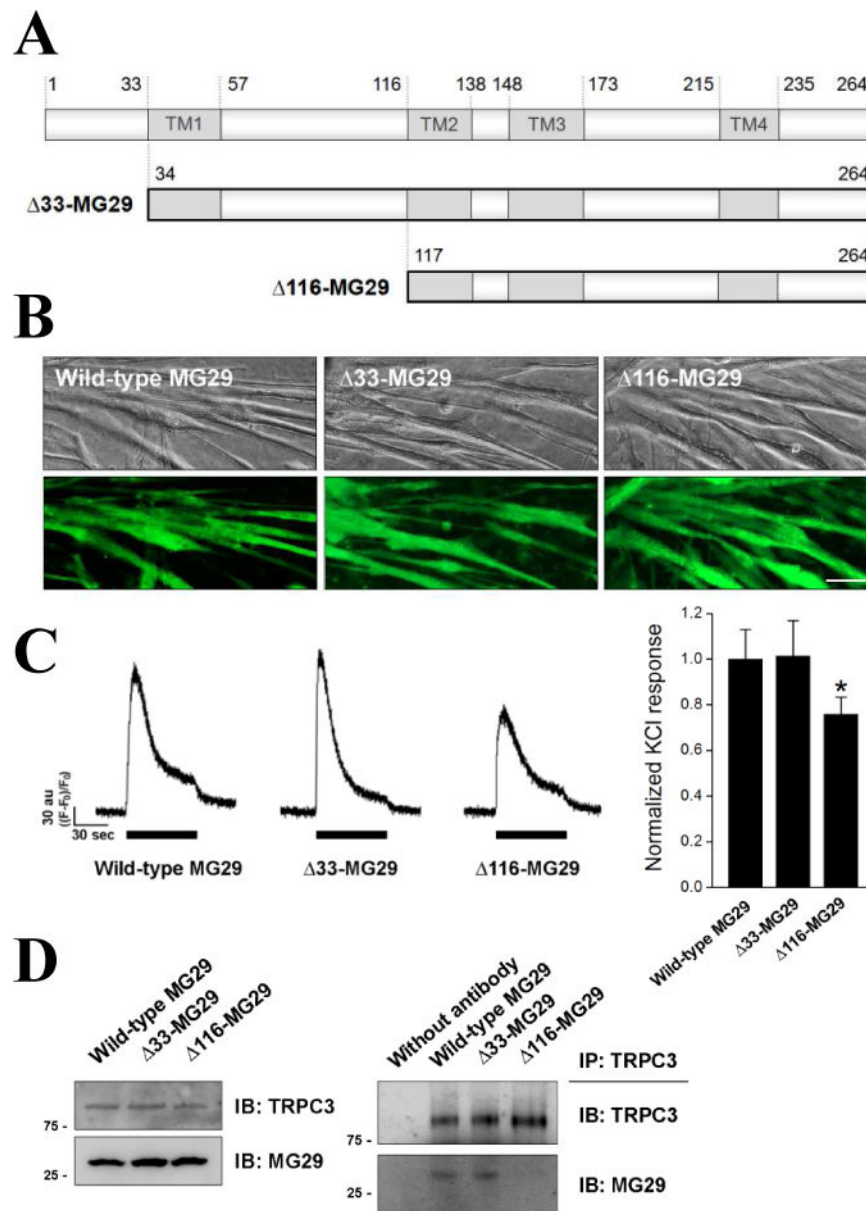 A
1 33 57 116 138 148 173 215 235 264
TM1 TM2 TM3 TM4
34 264
Δ33-MG29
117 264
Δ116-MG29
B
Wild-type MG29 Δ33-MG29 Δ116-MG29
C
30 au
((F-F0)/F0)
30 sec
Wild-type MG29 Δ33-MG29 Δ116-MG29
Normalized KCl response
1.2
1.0
0.8
0.6
0.4
0.2
0.0
*
Wild-type MG29
Δ33-MG29
Δ116-MG29
D
Wild-type MG29
Δ33-MG29
Δ116-MG29
75 -
IB: TRPC3
25 -
IB: MG29
Without antibody
Wild-type MG29
Δ33-MG29
Δ116-MG29
IP: TRPC3
75 -
IB: TRPC3
25 -
IB: MG29